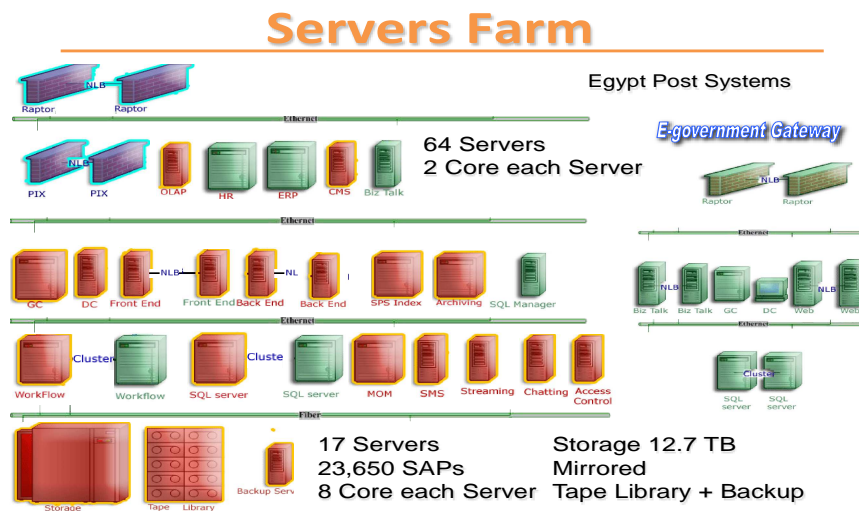 Servers Farm
Egypt Post Systems
NLB
Raptor Raptor
Ethernet
E-government Gateway
64 Servers
2 Core each Server
NLB
PIX PIX OLAP HR ERP CMS Biz Talk
NLB
Raptor Raptor
Ethernet
Ethernet
NLB NL
GC DC Front End Front End Back End Back End SPS Index Archiving SQL Manager
NLB NLB
Biz Talk Biz Talk GC DC Web Web
Ethernet
Ethernet
Cluster Cluste
WorkFlow Workflow SQL server SQL server MOM SMS Streaming Chatting Access Control
Cluster
SQL server SQL server
Fiber
17 Servers
23,650 SAPs
8 Core each Server
Storage 12.7 TB
Mirrored
Tape Library + Backup
Storage Tape Library Backup Serv